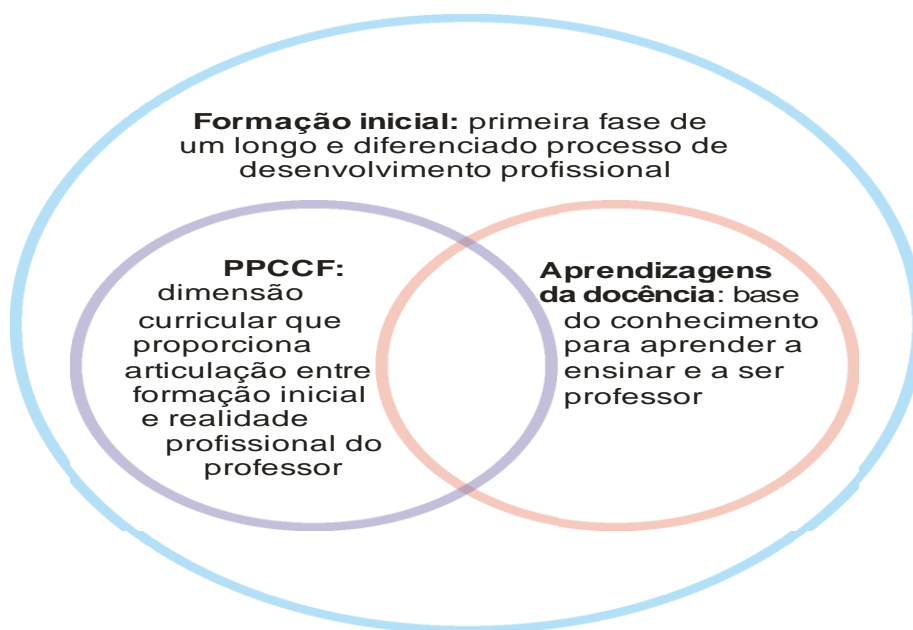 Formação inicial: primeira fase de
um longo e diferenciado processo de
desenvolvimento profissional
PPCCF:
dimensão
curricular que
proporciona
articulação entre
formação inicial
e realidade
profissional do
professor
Aprendizagens
da docência: base
do conhecimento
para aprender a
ensinar e a ser
professor